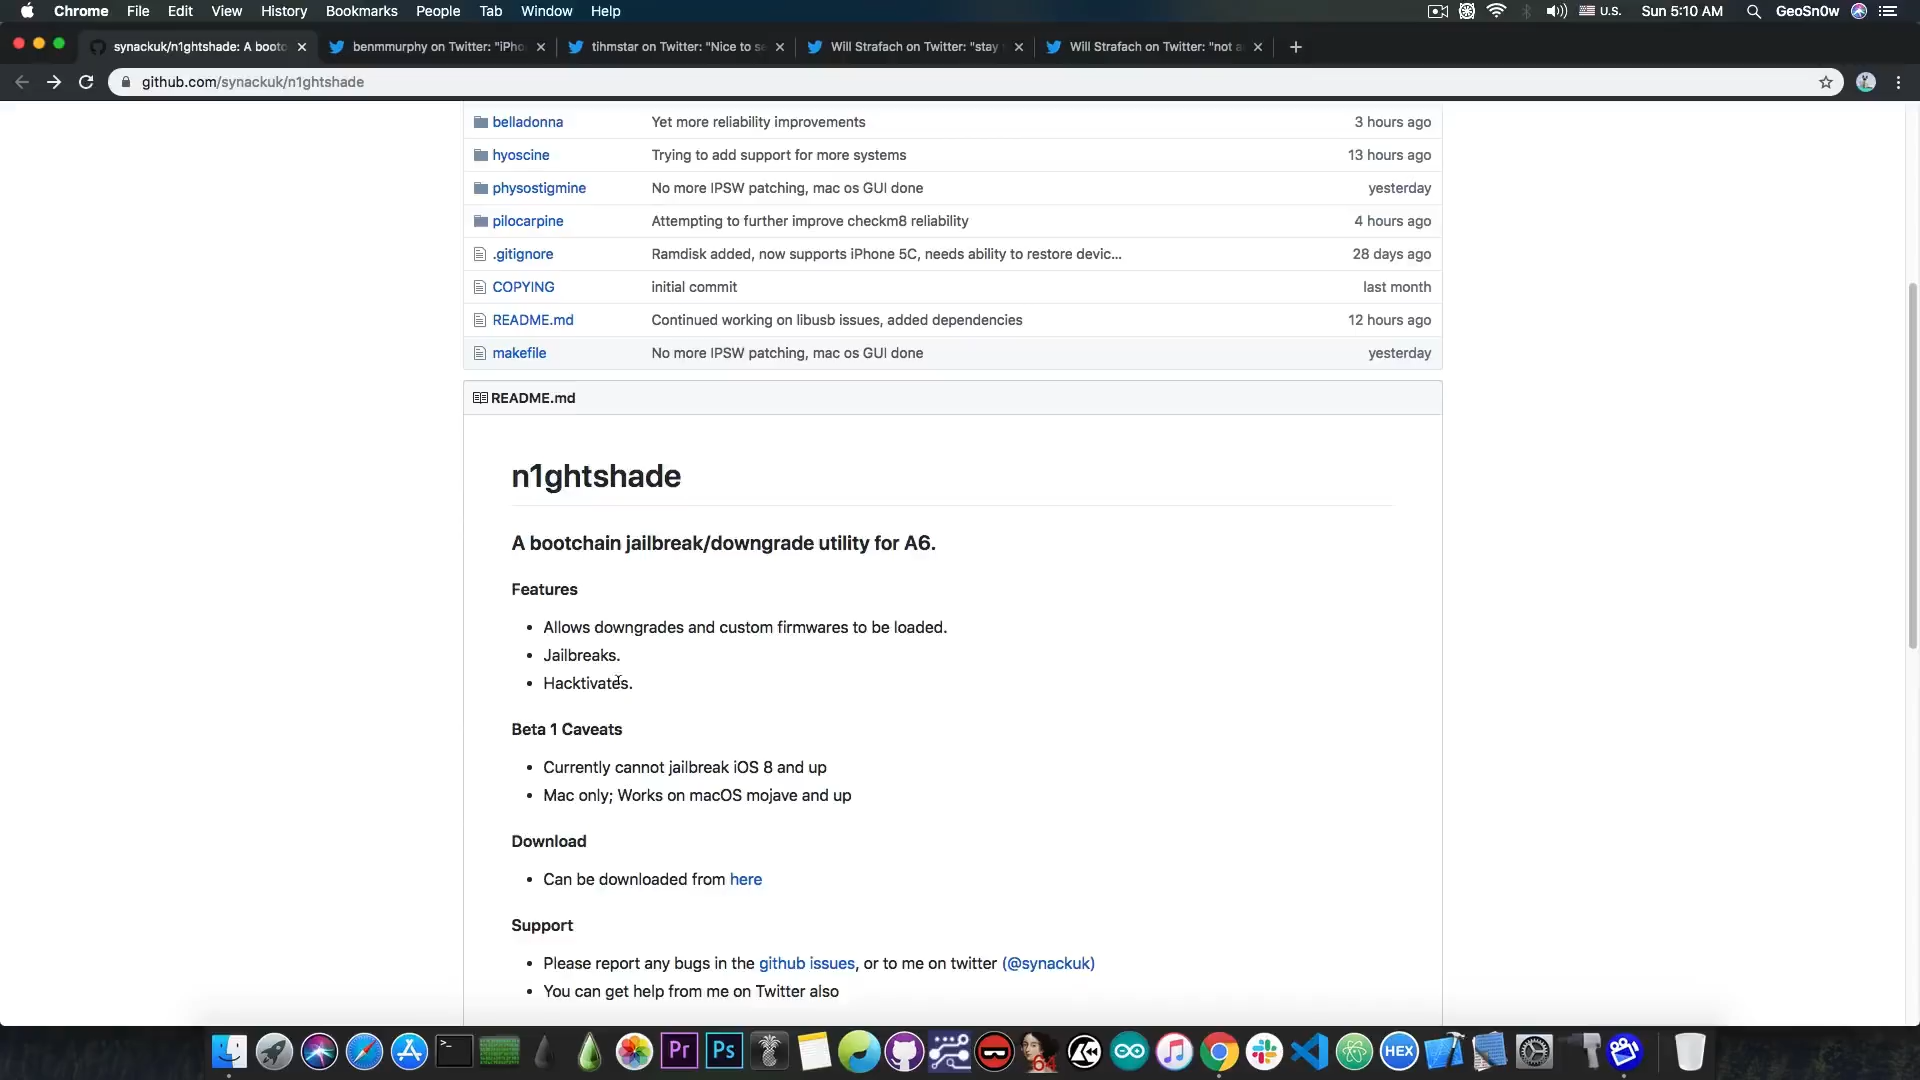 Chrome File Edit View History Bookmarks People Tab Window Help U.S. Sun 5:10 AM GeoSn0w
synackuk/n1ghtshade: A bootc benmmurphy on Twitter: "iPho tihmstar on Twitter: "Nice to se Will Strafach on Twitter: "stay Will Strafach on Twitter: "not a
github.com/synackuk/n1ghtshade
belladonna Yet more reliability improvements 3 hours ago
hyoscine Trying to add support for more systems 13 hours ago
physostigmine No more IPSW patching, mac os GUI done yesterday
pilocarpine Attempting to further improve checkm8 reliability 4 hours ago
.gitignore Ramdisk added, now supports iPhone 5C, needs ability to restore devic... 28 days ago
COPYING initial commit last month
README.md Continued working on libusb issues, added dependencies 12 hours ago
makefile No more IPSW patching, mac os GUI done yesterday
README.md
n1ghtshade
A bootchain jailbreak/downgrade utility for A6.
Features
• Allows downgrades and custom firmwares to be loaded.
• Jailbreaks.
• Hacktivates.
Beta 1 Caveats
• Currently cannot jailbreak iOS 8 and up
• Mac only; Works on macOS mojave and up
Download
• Can be downloaded from here
Support
• Please report any bugs in the github issues, or to me on twitter (@synackuk)
• You can get help from me on Twitter also
Pr Ps 64 HEX